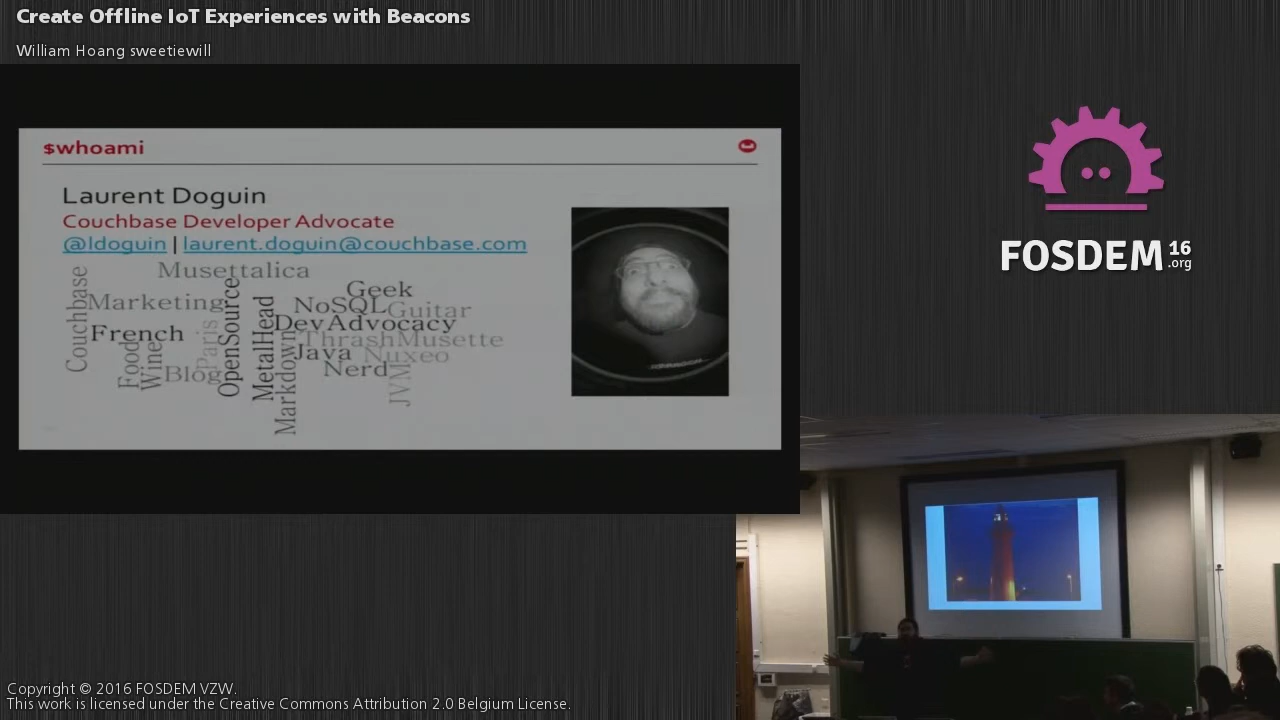 Create Offline IoT Experiences with Beacons
William Hoang sweetiewill
$whoami
Laurent Doguin
Couchbase Developer Advocate
@ldoguin | laurent.doguin@couchbase.com
Musettalica
Geek
Couchbase
Marketing
NoSQL
Guitar
French
DevAdvocacy
Food
Wine
Paris
OpenSource
MetalHead
Markdown
ThrashMusette
Java
Nuxeo
Blog
Nerd
JVM
FOSDEM 16
.org
Copyright © 2016 FOSDEM VZW.
This work is licensed under the Creative Commons Attribution 2.0 Belgium License.